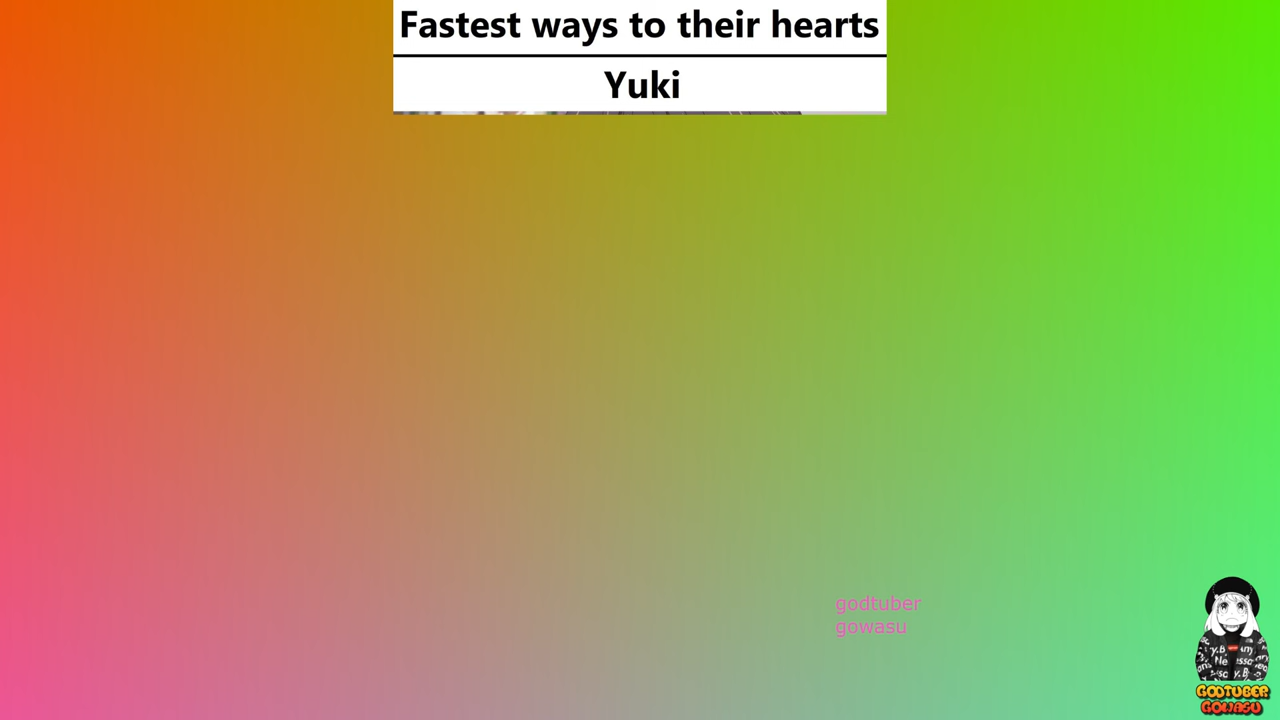 Fastest ways to their hearts
Yuki
godtuber
gowasu
GODTUBER
GOWASU